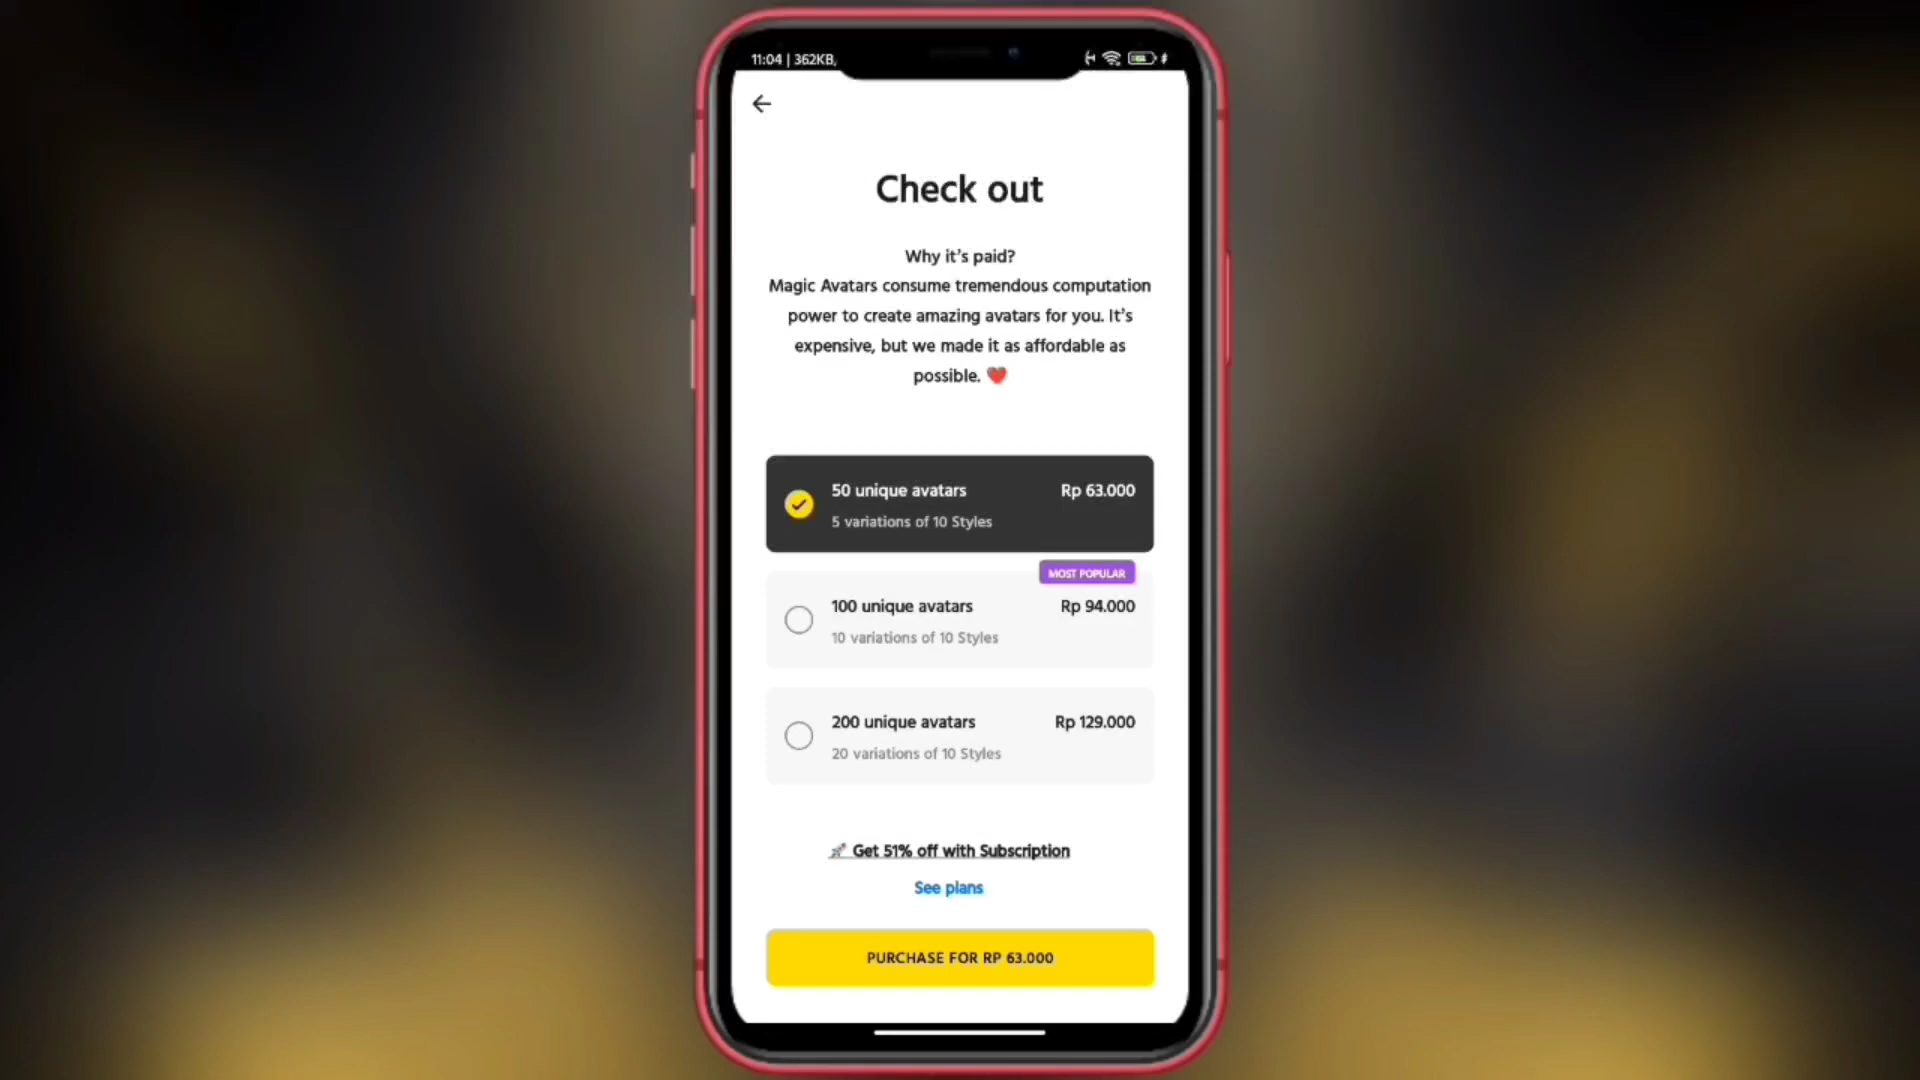 11:04 | 362KB,
Check out
Why it's paid?
Magic Avatars consume tremendous computation
power to create amazing avatars for you. It's
expensive, but we made it as affordable as
possible. ❤️
50 unique avatars Rp 63.000
5 variations of 10 Styles
MOST POPULAR
100 unique avatars Rp 94.000
10 variations of 10 Styles
200 unique avatars Rp 129.000
20 variations of 10 Styles
🚀 Get 51% off with Subscription
See plans
PURCHASE FOR RP 63.000